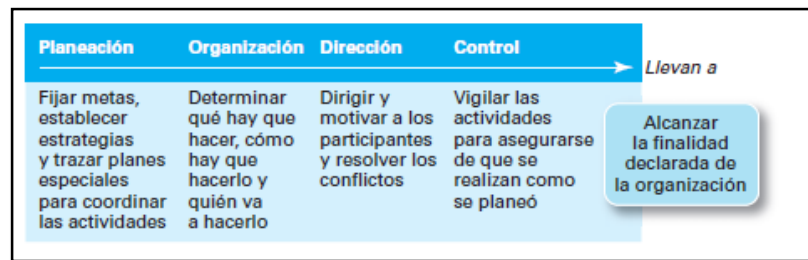 Planeación
Organización
Dirección
Control
Llevan a
Fijar metas,
establecer
estrategias
y trazar planes
especiales
para coordinar
las actividades
Determinar
qué hay que
hacer, cómo
hay que
hacerlo y
quién va
a hacerlo
Dirigir y
motivar a los
participantes
y resolver los
conflictos
Vigilar las
actividades
para asegurarse
de que se
realizan como
se planeó
Alcanzar
la finalidad
declarada de
la organización